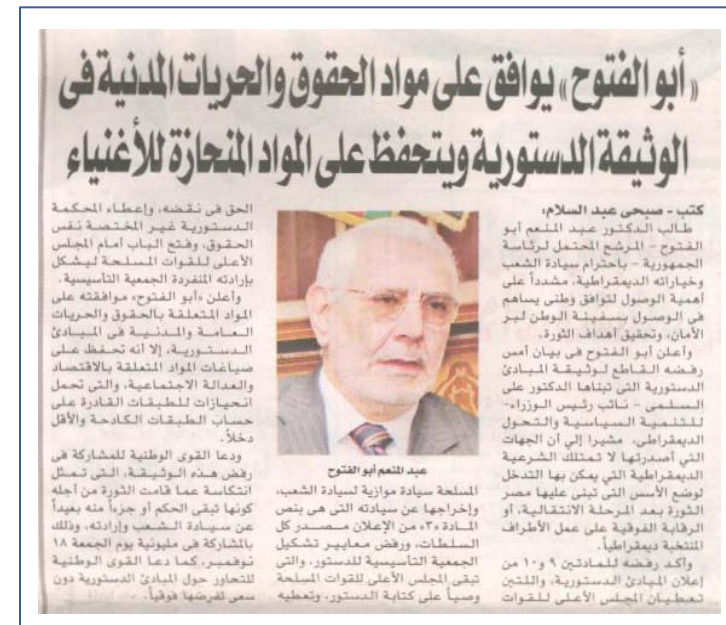 «أبو الفتوح» يوافق على مواد الحقوق والحريات المدنية فى
الوثيقة الدستورية ويتحفظ على المواد المنحازة للأغنياء
كتب - صبحى عبد السلام:
طالب الدكتور عبد المنعم أبو
الفتوح - المرشح المحتمل لرئاسة
الجمهورية - باحترام سيادة الشعب
وخياراته الديمقراطية، مشدداً على
أهمية الوصول لتوافق وطنى يساهم
فى الوصول بسفينة الوطن لبر
الأمان، وتحقيق أهداف الثورة.
وأعلن أبو الفتوح فى بيان أمس
رفضه القاطع لوثيقة المبادئ
الدستورية التى تبناها الدكتور على
السلمى - نائب رئيس الوزراء-
للتنمية السياسية والتحول
الديمقراطى، مشيرا إلي أن الجهات
التي أصدرتها لا تمتلك الشرعية
الديمقراطية التي يمكن بها التدخل
لوضع الأسس التى تبنى عليها مصر
الثورة بعد المرحلة الانتقالية، أو
الرقابة الفوقية على عمل الأطراف
المنتخبة ديمقراطياً.
وأكد رفضه للمادتين ٩ و١٠ من
إعلان المبادئ الدستورية، واللتين
تعطيان المجلس الأعلى للقوات
عبد المنعم أبو الفتوح
المسلحة سيادة موازية لسيادة الشعب،
وإخراجها عن سيادته التى هى بنص
المادة «٣» من الإعلان مصدر كل
السلطات، ورفض معايير تشكيل
الجمعية التأسيسية للدستور، والتى
تبقى المجلس الأعلى للقوات المسلحة
وصياً على كتابة الدستور، وتعطيه
الحق فى نقضه، وإعطاء المحكمة
الدستورية غير المختصة نفس
الحقوق، وفتح الباب أمام المجلس
الأعلى للقوات المسلحة ليشكل
بإرادته المنفردة الجمعية التأسيسية.
وأعلن «أبو الفتوح» موافقته على
المواد المتعلقة بالحقوق والحريات
العامة والمدنية فى المبادئ
الدستورية، إلا أنه تحفظ على
صياغات المواد المتعلقة بالاقتصاد
والعدالة الاجتماعية، والتى تحمل
انحيازات للطبقات القادرة على
حساب الطبقات الكادحة والأقل
دخلاً.
ودعا القوى الوطنية للمشاركة فى
رفض هذه الوثيقة، التى تمثل
انتكاسة عما قامت الثورة من أجله
كونها تبقى الحكم أو جزءاً منه بعيداً
عن سيادة الشعب وإرادته، وذلك
بالمشاركة فى مليونية يوم الجمعة ١٨
نوفمبر، كما دعا القوى الوطنية
للتحاور حول المبادئ الدستورية دون
سعى لفرضها فوقياً.